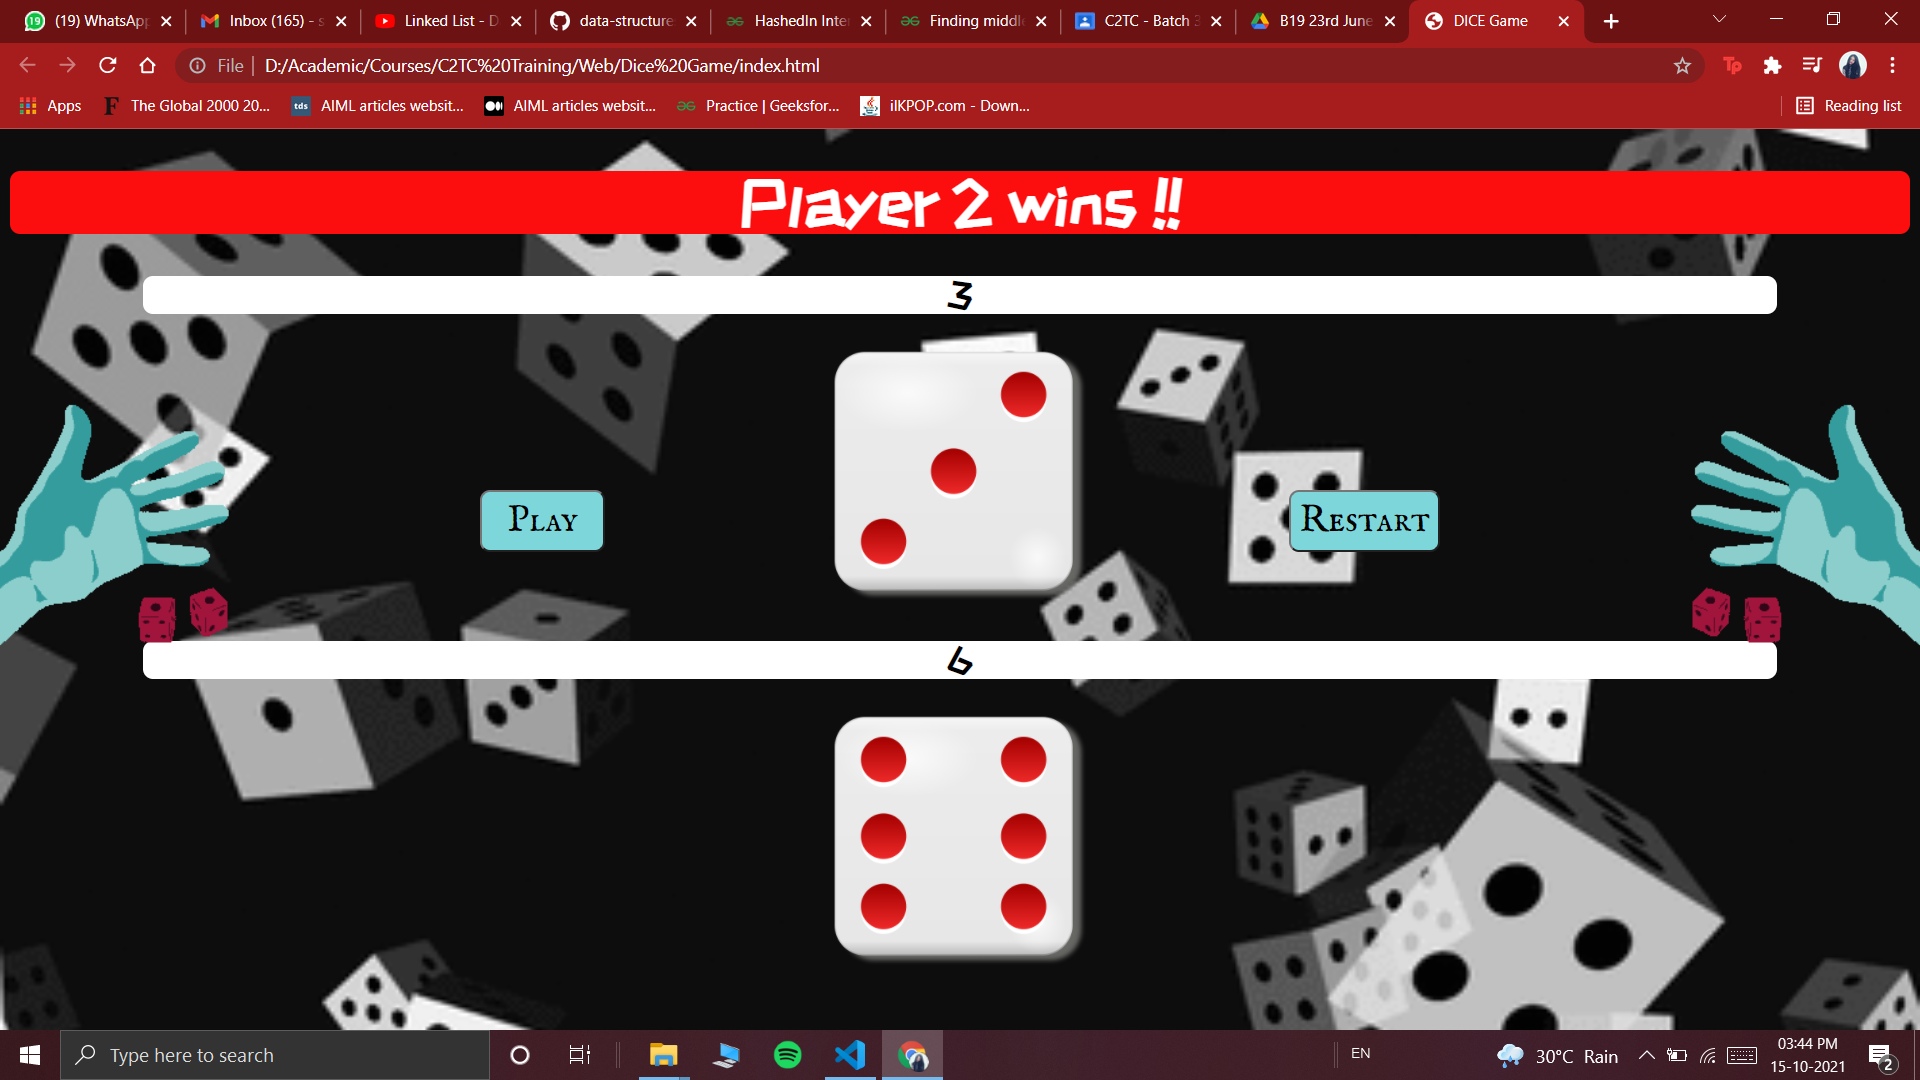 (19) WhatsApp
Inbox (165) - s
Linked List - D
data-structure
HashedIn Inter
Finding middle
C2TC - Batch 3
B19 23rd June
DICE Game
File
D:/Academic/Courses/C2TC%20Training/Web/Dice%20Game/index.html
Apps
The Global 2000 20...
tds
AIML articles websit...
AIML articles websit...
Practice | Geeksfor...
ilKPOP.com - Down...
Reading list
Player 2 wins !!
3
Play
Restart
6
Type here to search
EN
30°C Rain
03:44 PM
15-10-2021
2